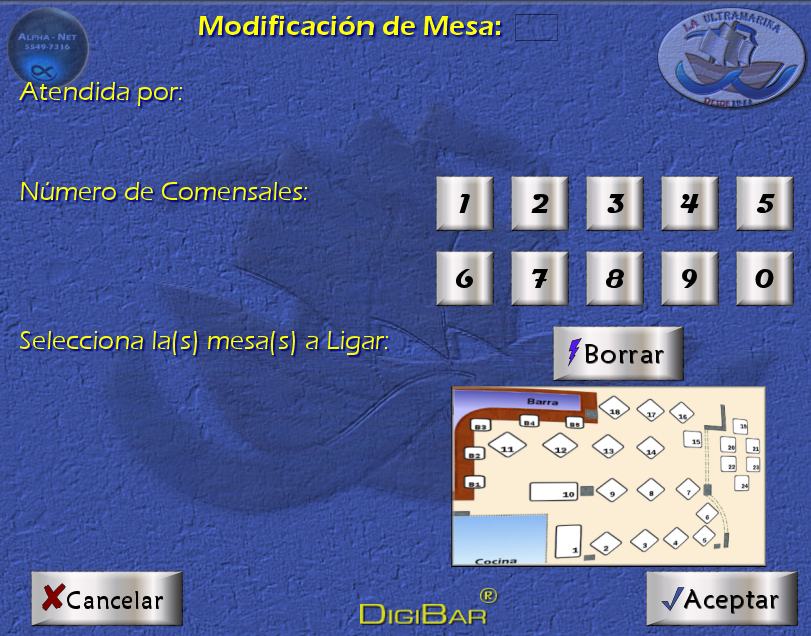 Modificación de Mesa:
ALPHA - NET
5549-7316
LA ULTRAMARINA
Atendida por:
Número de Comensales:
1 2 3 4 5
6 7 8 9 0
Selecciona la(s) mesa(s) a Ligar:
Borrar
Barra
B3 B4 B5 18 17 16 19
11 12 13 14 15 20 21
B2 22 23
B1 10 9 8 7 24
6
1 2 3 4 5
Cocina
Cancelar
DIGIBAR®
Aceptar